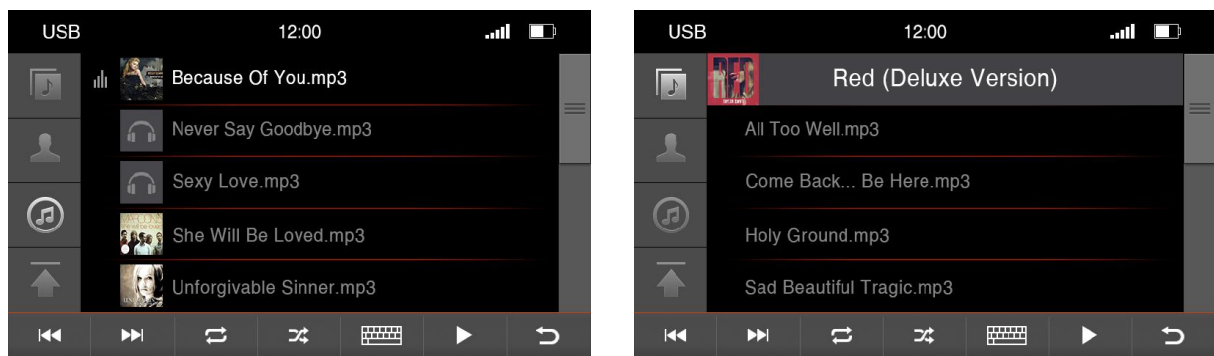 USB 12:00
Because Of You.mp3
Never Say Goodbye.mp3
Sexy Love.mp3
She Will Be Loved.mp3
Unforgivable Sinner.mp3
USB 12:00
RED
Red (Deluxe Version)
All Too Well.mp3
Come Back... Be Here.mp3
Holy Ground.mp3
Sad Beautiful Tragic.mp3